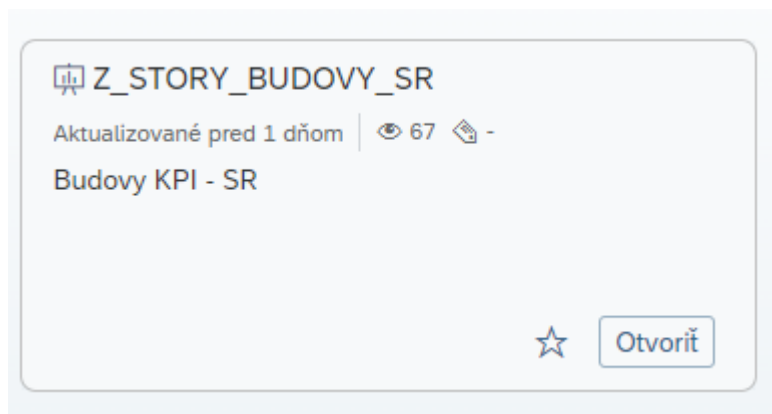 Z_STORY_BUDOVY_SR
Aktualizované pred 1 dňom 67 -
Budovy KPI - SR
Otvoriť